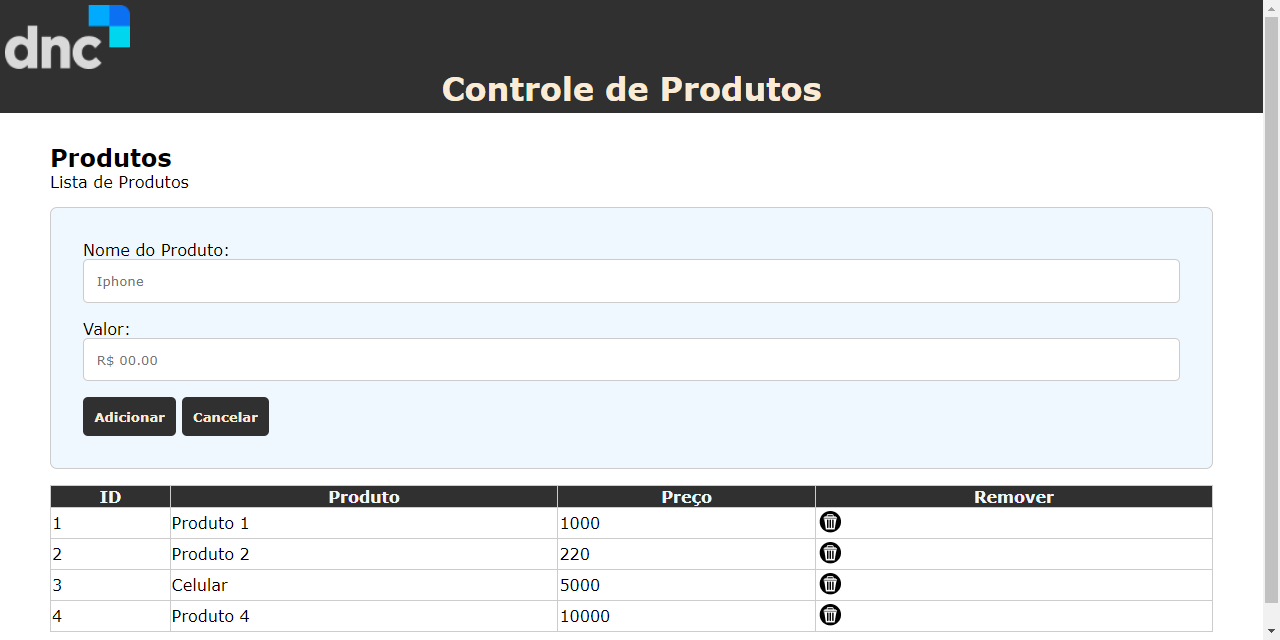 dnc
Controle de Produtos
Produtos
Lista de Produtos
Nome do Produto:
Iphone
Valor:
R$ 00.00
Adicionar Cancelar
ID Produto Preço Remover
1 Produto 1 1000
2 Produto 2 220
3 Celular 5000
4 Produto 4 10000